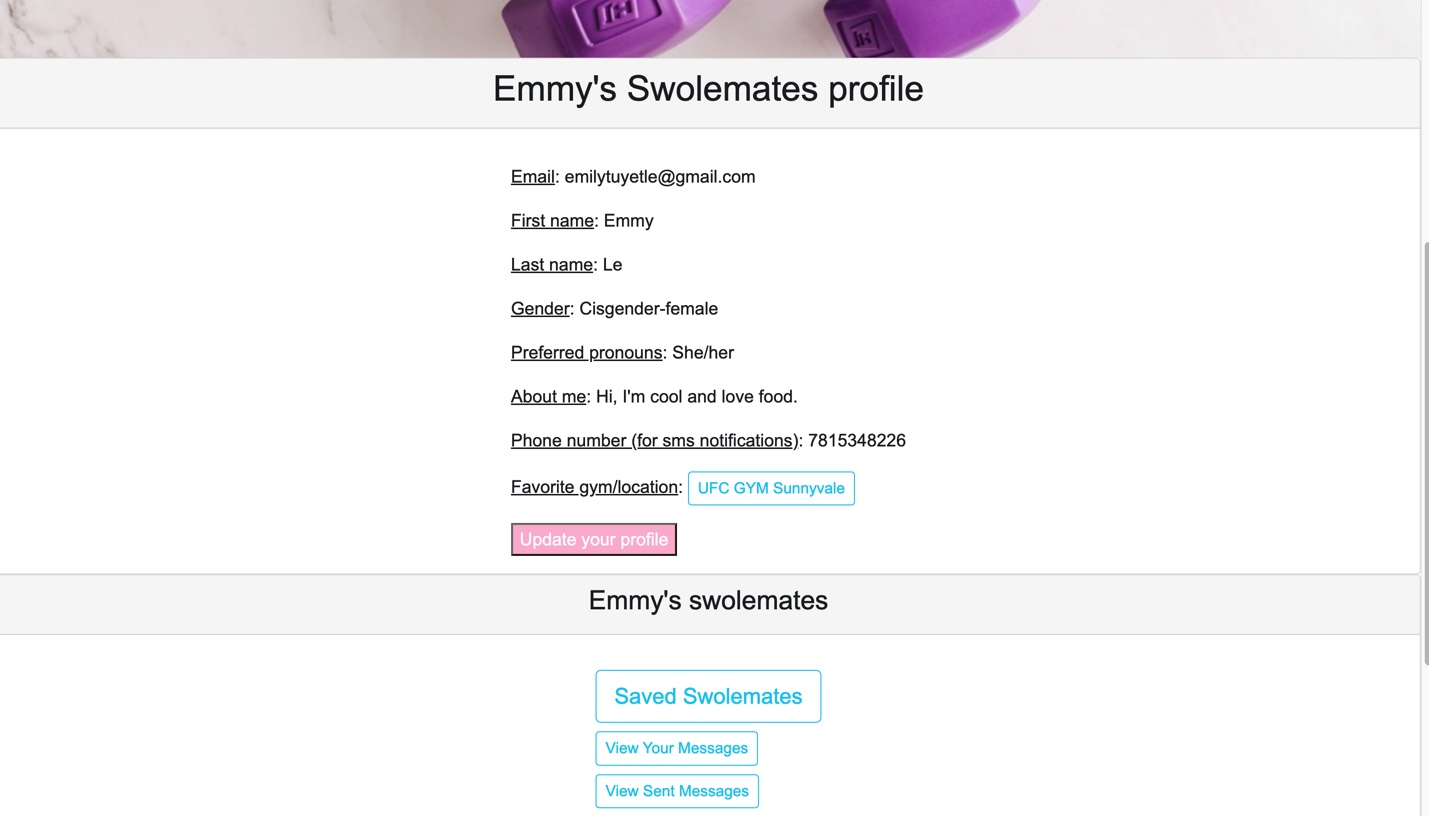 Emmy's Swolemates profile
Email: emilytuyetle@gmail.com
First name: Emmy
Last name: Le
Gender: Cisgender-female
Preferred pronouns: She/her
About me: Hi, I'm cool and love food.
Phone number (for sms notifications): 7815348226
Favorite gym/location: UFC GYM Sunnyvale
Update your profile
Emmy's swolemates
Saved Swolemates
View Your Messages
View Sent Messages